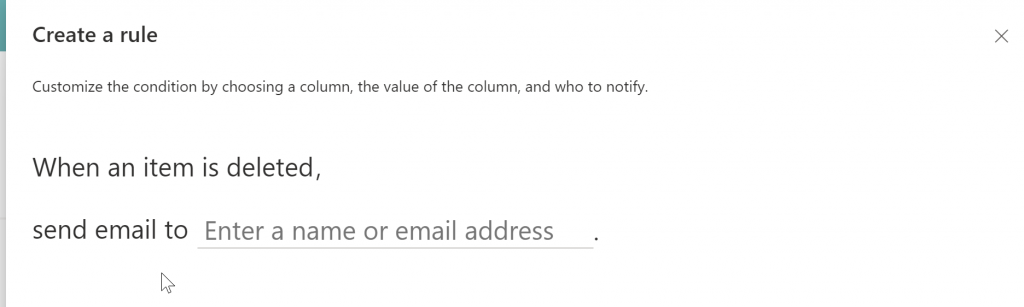 Create a rule
Customize the condition by choosing a column, the value of the column, and who to notify.
When an item is deleted,
send email to Enter a name or email address.